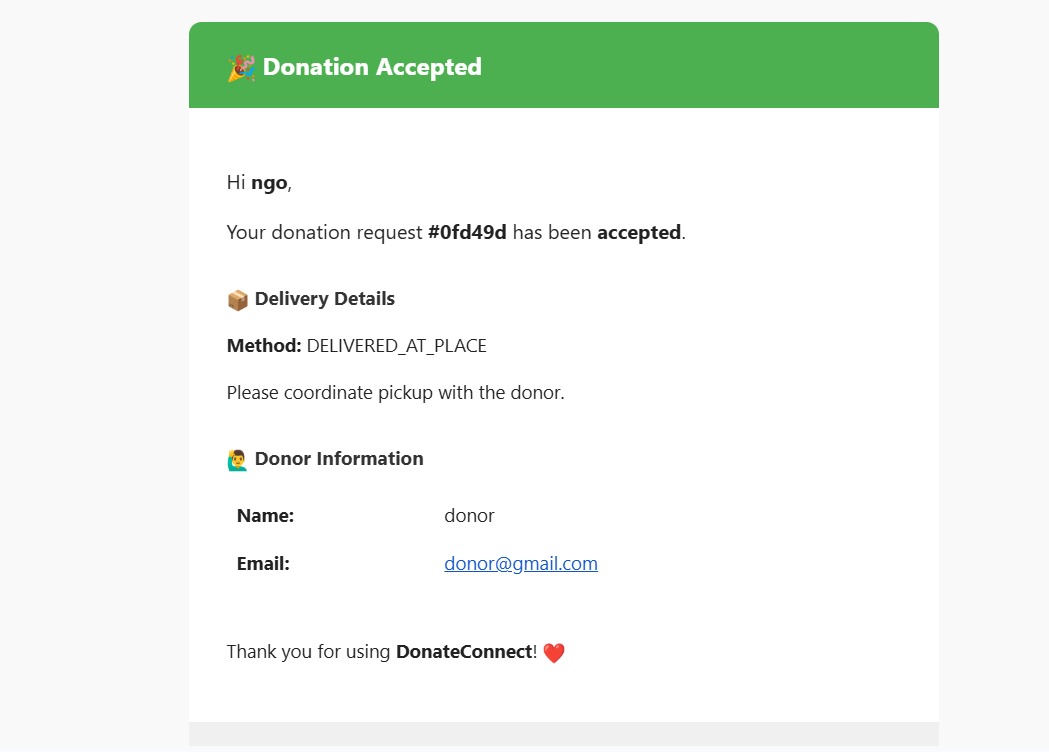 🎉 Donation Accepted
Hi ngo,
Your donation request #0fd49d has been accepted.
📦 Delivery Details
Method: DELIVERED_AT_PLACE
Please coordinate pickup with the donor.
🙋‍♂️ Donor Information
Name: donor
Email: donor@gmail.com
Thank you for using DonateConnect! ❤️